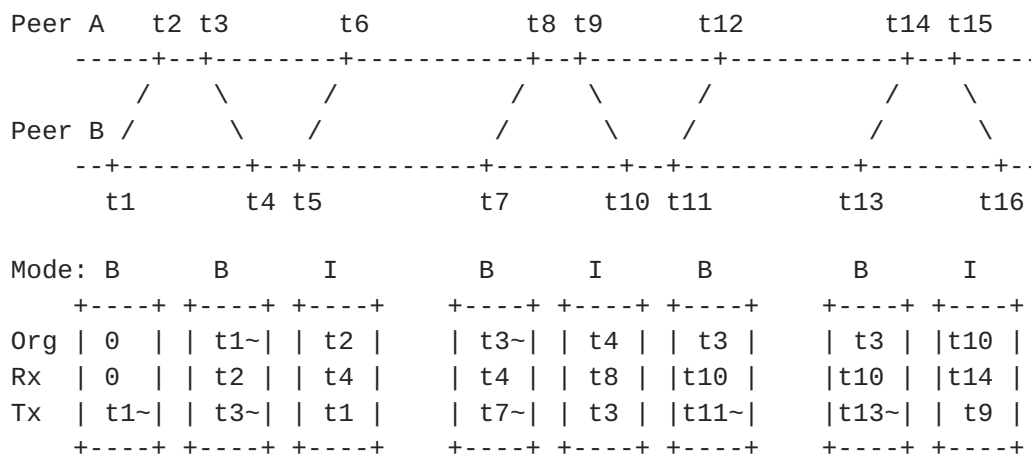 Peer A   t2 t3       t6          t8 t9      t12          t14 t15
    -----+--+--------+-----------+--+--------+-----------+--+-----
        /    \      /           /    \      /           /    \
Peer B /      \    /           /      \    /           /      \
    --+--------+--+-----------+--------+--+-----------+--------+--
      t1       t4 t5          t7       t10 t11        t13      t16
Mode: B      B      I         B      I      B         B      I
    +----+ +----+ +----+    +----+ +----+ +----+    +----+ +----+
Org | 0  | | t1~| | t2 |    | t3~| | t4 | | t3 |    | t3 | |t10 |
Rx  | 0  | | t2 | | t4 |    | t4 | | t8 | |t10 |    |t10 | |t14 |
Tx  | t1~| | t3~| | t1 |    | t7~| | t3 | |t11~|    |t13~| | t9 |
    +----+ +----+ +----+    +----+ +----+ +----+    +----+ +----+